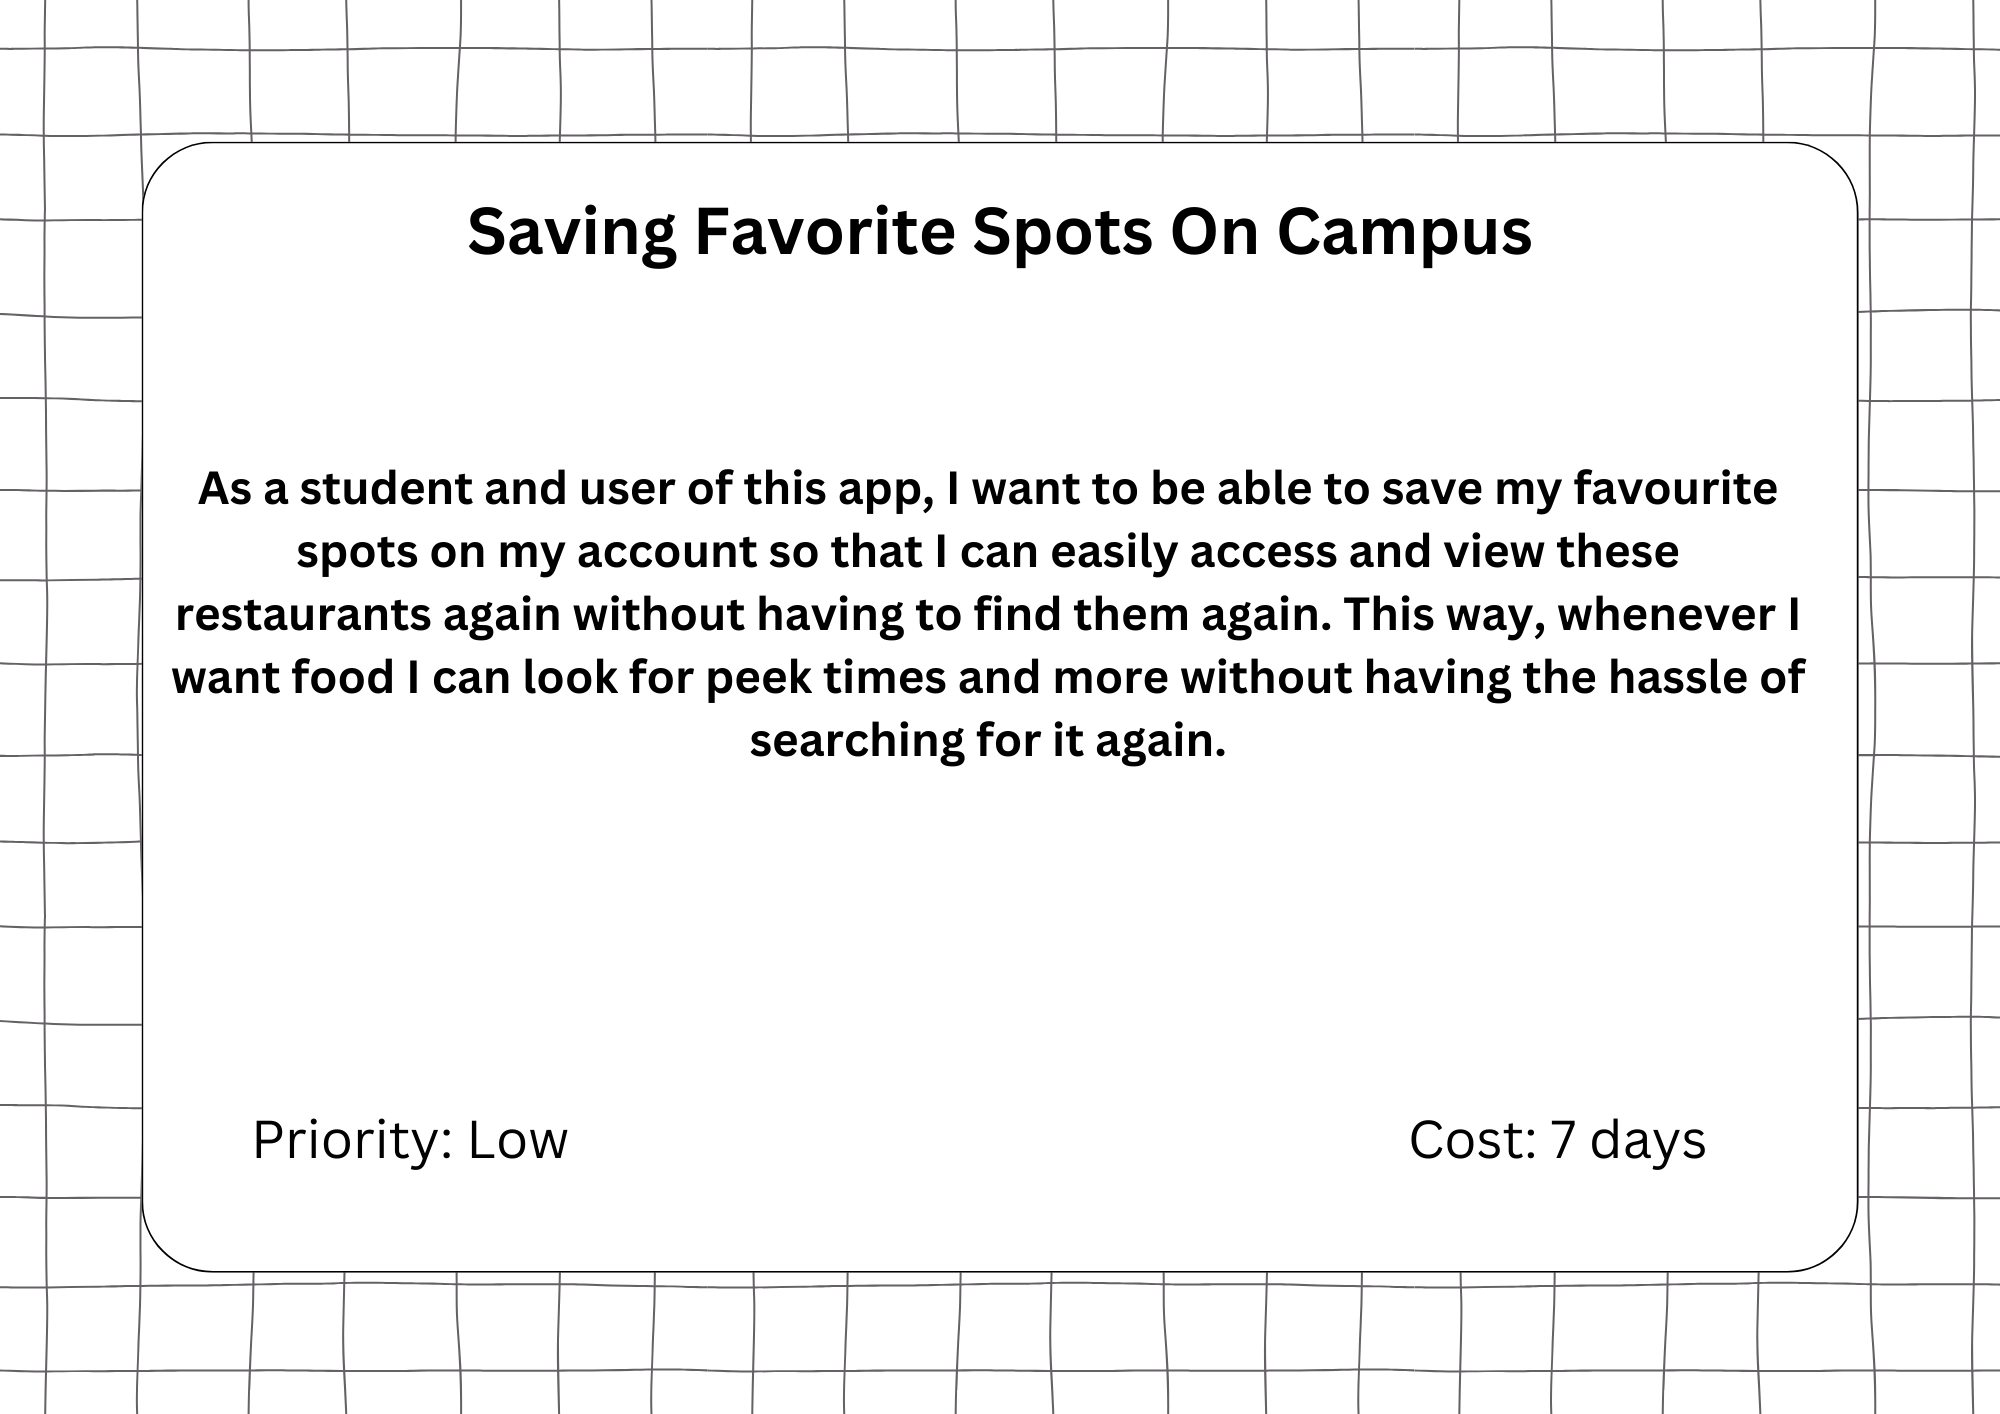 Saving Favorite Spots On Campus
As a student and user of this app, I want to be able to save my favourite
spots on my account so that I can easily access and view these
restaurants again without having to find them again. This way, whenever I
want food I can look for peek times and more without having the hassle of
searching for it again.
Priority: Low
Cost: 7 days